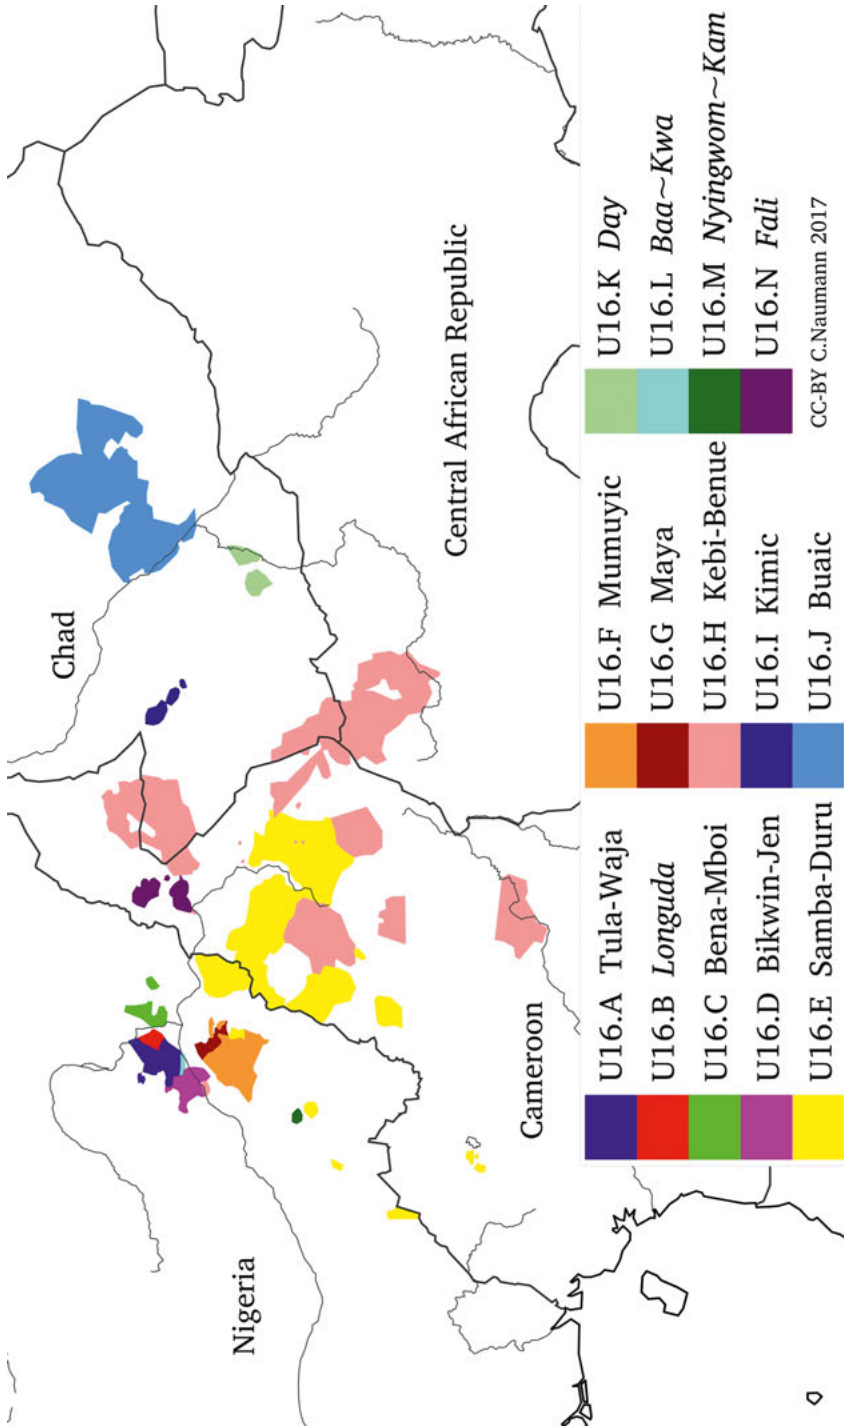 Chad
Central African Republic
Nigeria
Cameroon
U16.A Tula-Waja
U16.B Longuda
U16.C Bena-Mboi
U16.D Bikwin-Jen
U16.E Samba-Duru
U16.F Mumuyic
U16.G Maya
U16.H Kebi-Benue
U16.I Kimic
U16.J Buaic
U16.K Day
U16.L Baa~Kwa
U16.M Nyingwom~Kam
U16.N Fali
CC-BY C.Naumann 2017